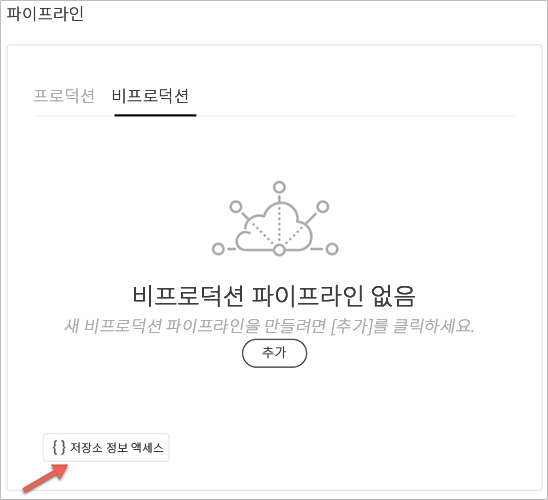 파이프라인
프로덕션 비프로덕션
비프로덕션 파이프라인 없음
새 비프로덕션 파이프라인을 만들려면 [추가]를 클릭하세요.
추가
{ } 저장소 정보 액세스